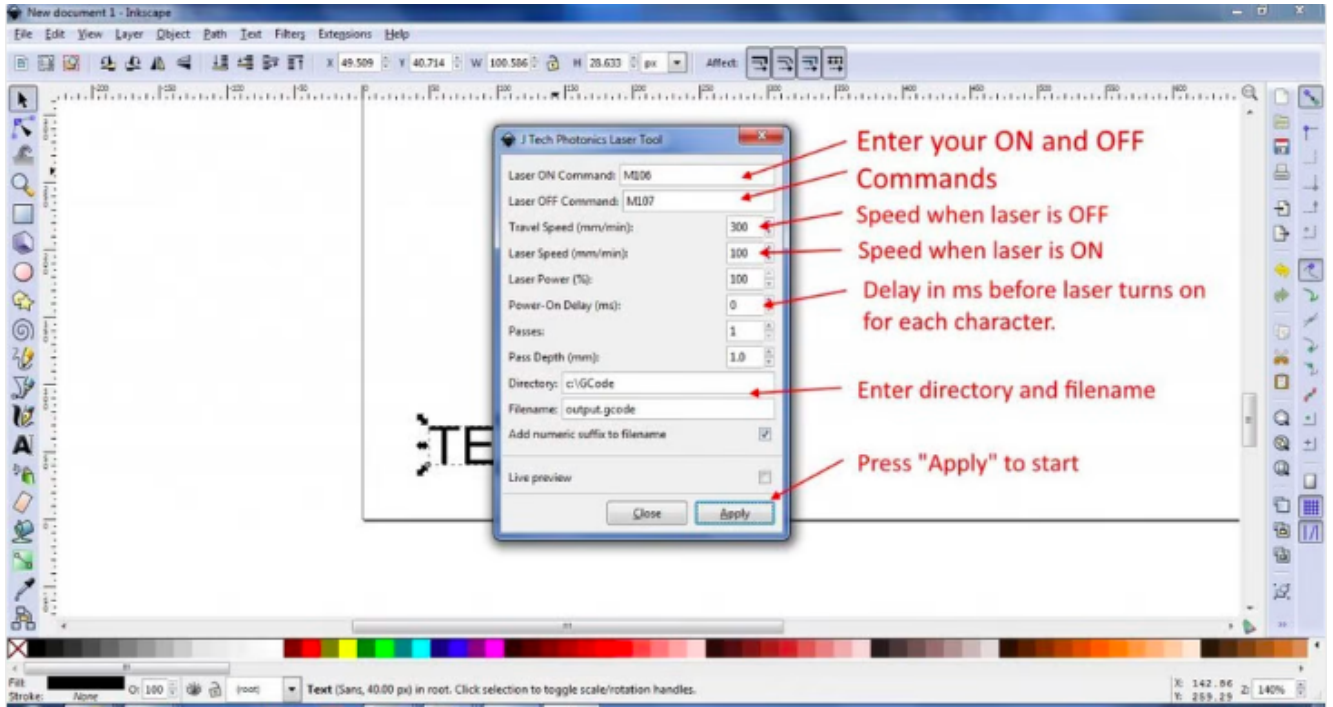 New document 1 - Inkscape
File Edit View Layer Object Path Text Filters Extensions Help
X 49.509 Y 40.714 W 100.586 H 28.633 px Affect:
J Tech Photonics Laser Tool
Laser ON Command: M106
Laser OFF Command: M107
Travel Speed (mm/min): 300
Laser Speed (mm/min): 100
Laser Power (%): 100
Power-On Delay (ms): 0
Passes: 1
Pass Depth (mm): 1.0
Directory: c:\GCode
Filename: output.gcode
Add numeric suffix to filename
Live preview
Close Apply
Enter your ON and OFF
Commands
Speed when laser is OFF
Speed when laser is ON
Delay in ms before laser turns on
for each character.
Enter directory and filename
Press "Apply" to start
TE
Fill:
Stroke: None
O: 100
(root)
Text (Sans, 40.00 px) in root. Click selection to toggle scale/rotation handles.
X: 142.86
Y: 259.29
Z: 140%